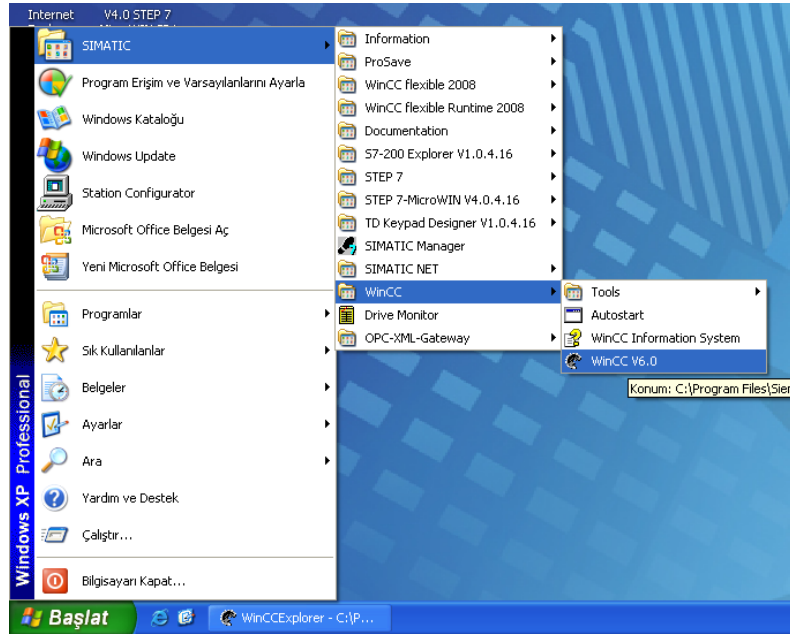 Internet V4.0 STEP 7
SIMATIC
Program Erişim ve Varsayılanlarını Ayarla
Windows Kataloğu
Windows Update
Station Configurator
Microsoft Office Belgesi Aç
Yeni Microsoft Office Belgesi
Programlar
Sık Kullanılanlar
Belgeler
Ayarlar
Ara
Yardım ve Destek
Çalıştır...
Bilgisayarı Kapat...
Windows XP Professional
Information
ProSave
WinCC flexible 2008
WinCC flexible Runtime 2008
Documentation
S7-200 Explorer V1.0.4.16
STEP 7
STEP 7-MicroWIN V4.0.4.16
TD Keypad Designer V1.0.4.16
SIMATIC Manager
SIMATIC NET
WinCC
Drive Monitor
OPC-XML-Gateway
Tools
Autostart
WinCC Information System
WinCC V6.0
Konum: C:\Program Files\Sie
Başlat
WinCCExplorer - C:\P...